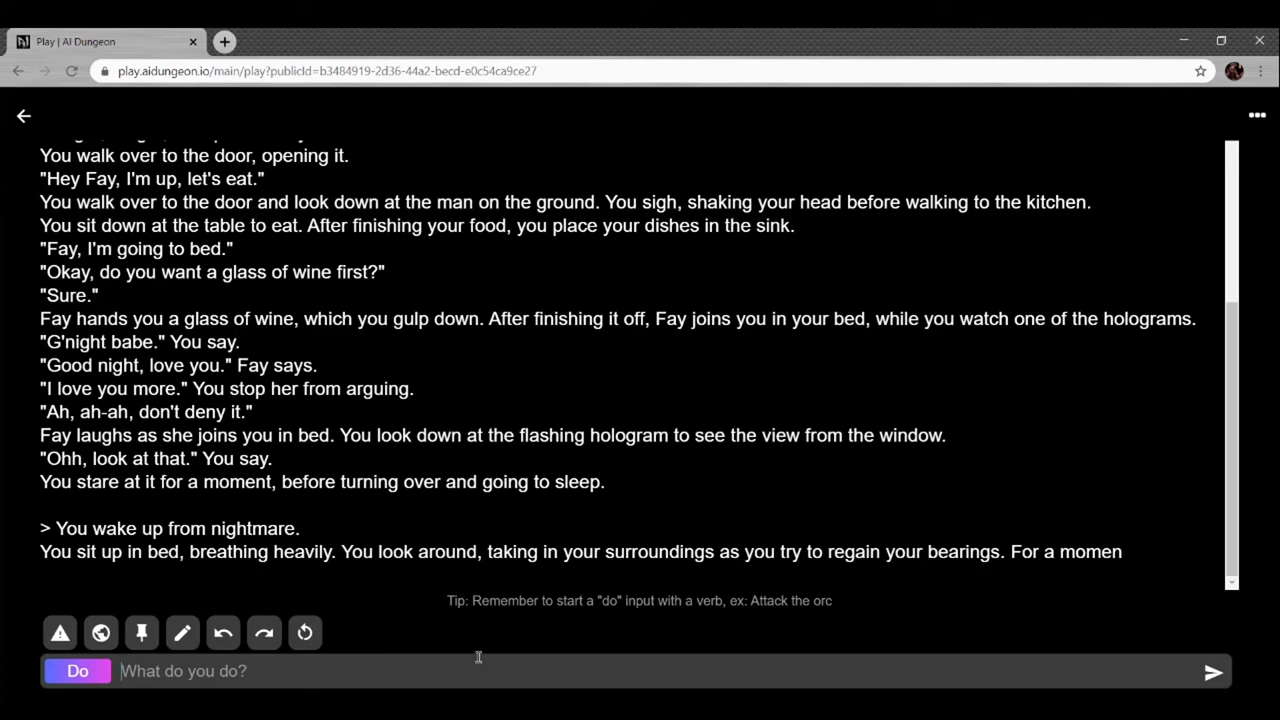 Play | AI Dungeon
play.aidungeon.io/main/play?publicId=b3484919-2d36-44a2-becd-e0c54ca9ce27
You walk over to the door, opening it.
"Hey Fay, I'm up, let's eat."
You walk over to the door and look down at the man on the ground. You sigh, shaking your head before walking to the kitchen.
You sit down at the table to eat. After finishing your food, you place your dishes in the sink.
"Fay, I'm going to bed."
"Okay, do you want a glass of wine first?"
"Sure."
Fay hands you a glass of wine, which you gulp down. After finishing it off, Fay joins you in your bed, while you watch one of the holograms.
"G'night babe." You say.
"Good night, love you." Fay says.
"I love you more." You stop her from arguing.
"Ah, ah-ah, don't deny it."
Fay laughs as she joins you in bed. You look down at the flashing hologram to see the view from the window.
"Ohh, look at that." You say.
You stare at it for a moment, before turning over and going to sleep.
> You wake up from nightmare.
You sit up in bed, breathing heavily. You look around, taking in your surroundings as you try to regain your bearings. For a momen
Tip: Remember to start a "do" input with a verb, ex: Attack the orc
Do What do you do?